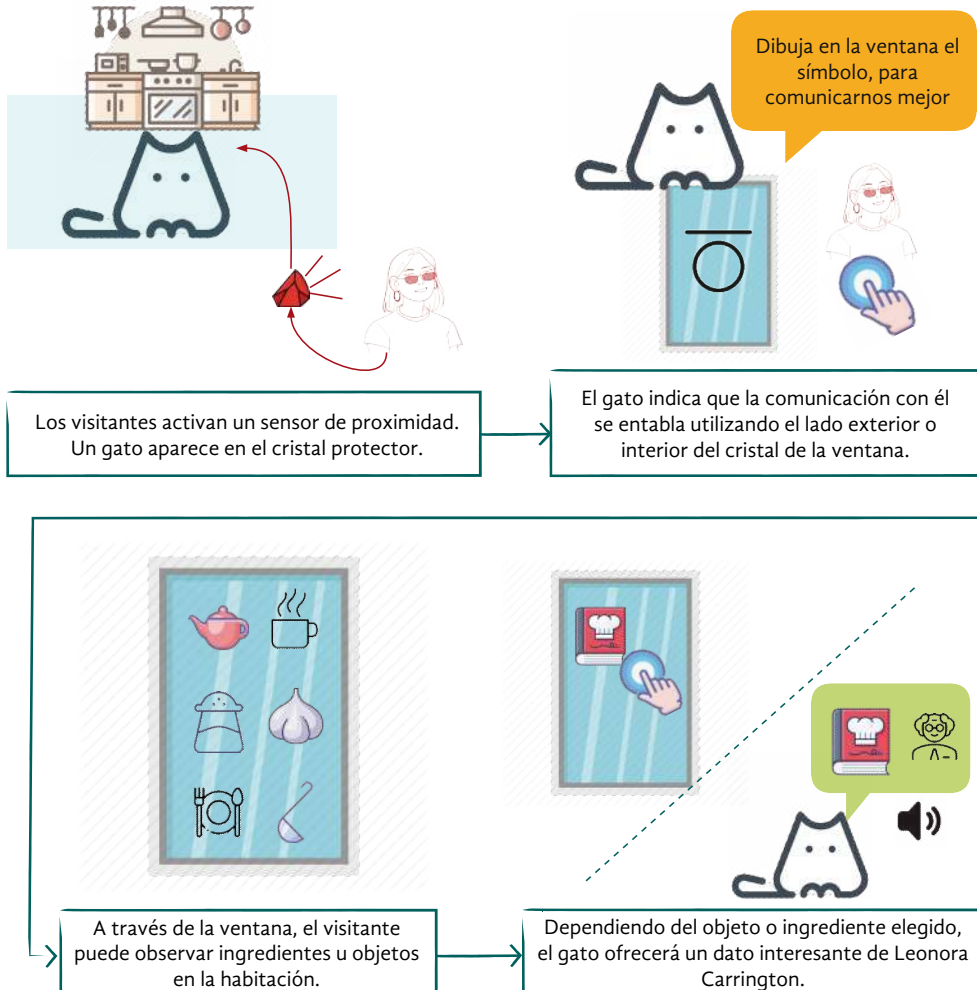 Dibuja en la ventana el
símbolo, para
comunicarnos mejor
Los visitantes activan un sensor de proximidad.
Un gato aparece en el cristal protector.
El gato indica que la comunicación con él
se entabla utilizando el lado exterior o
interior del cristal de la ventana.
A través de la ventana, el visitante
puede observar ingredientes u objetos
en la habitación.
Dependiendo del objeto o ingrediente elegido,
el gato ofrecerá un dato interesante de Leonora
Carrington.